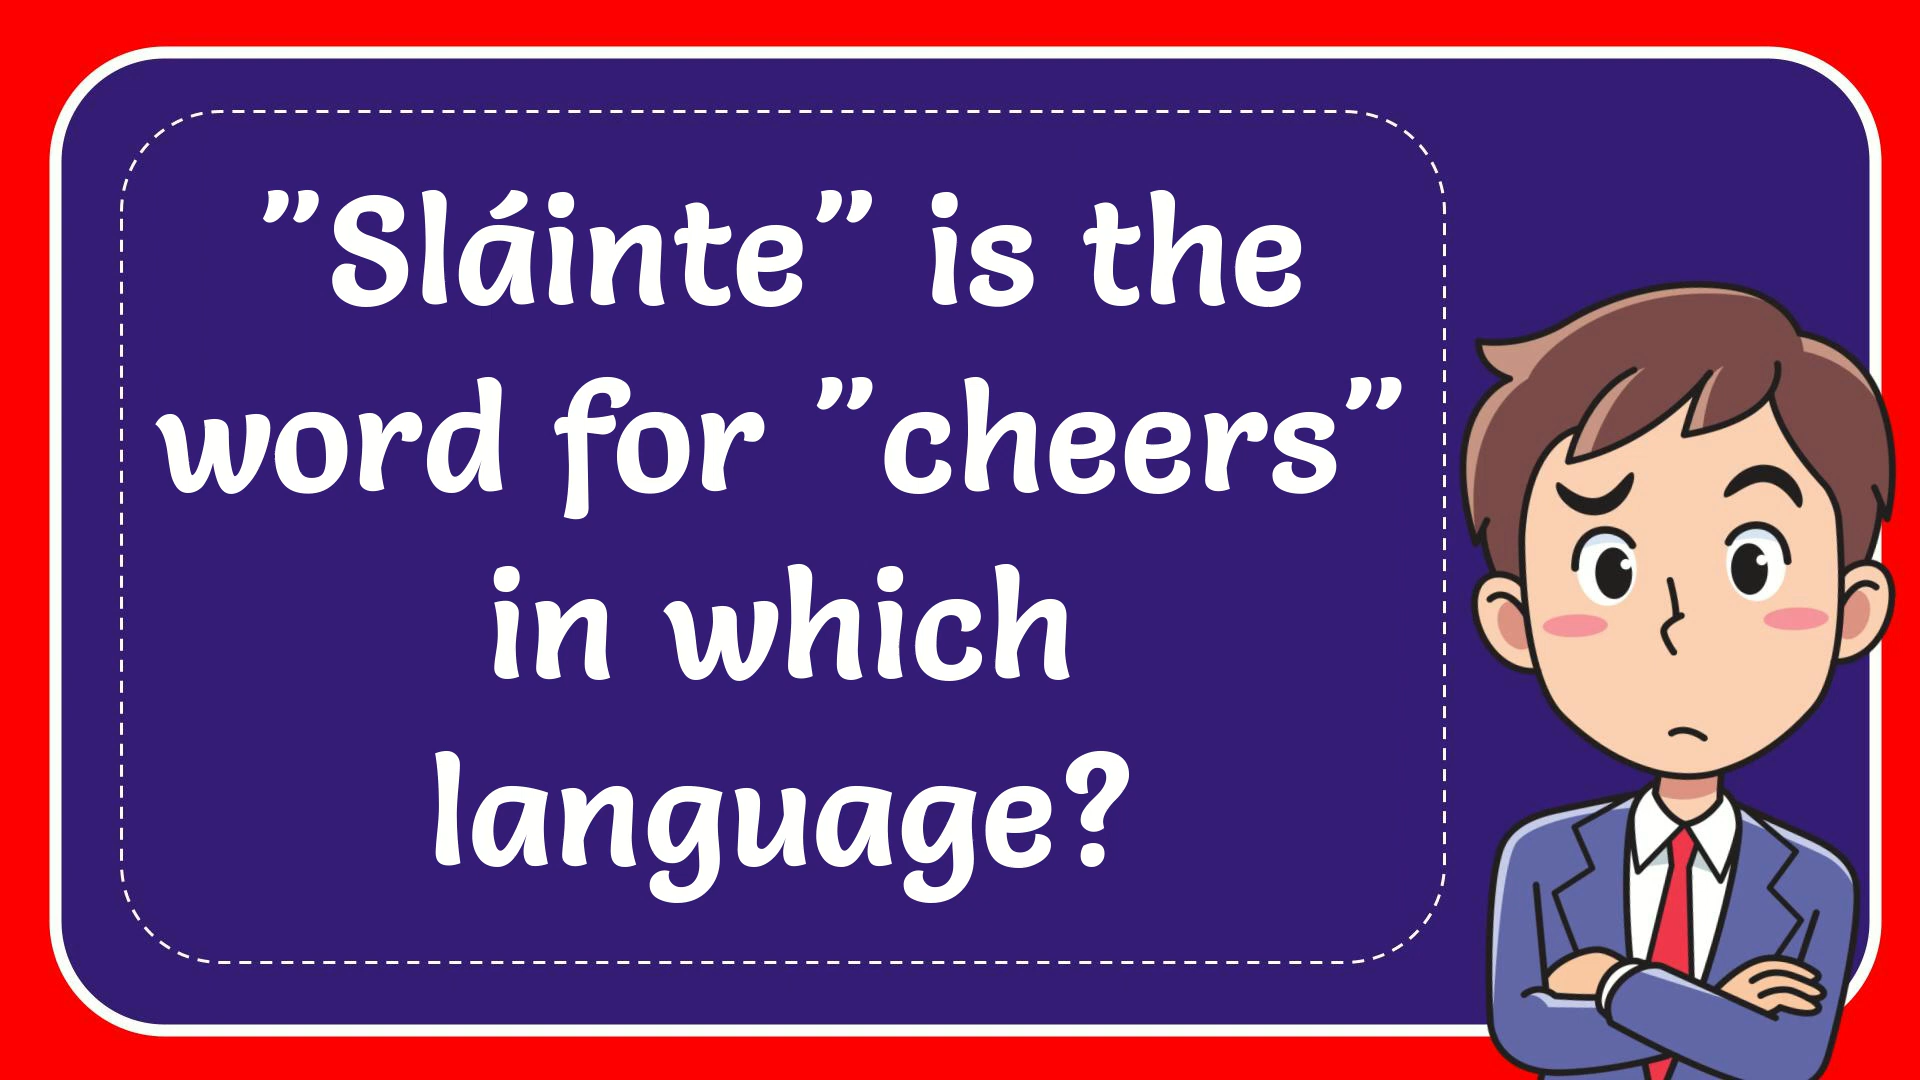 ”Sláinte” is the
word for ”cheers”
in which
language?